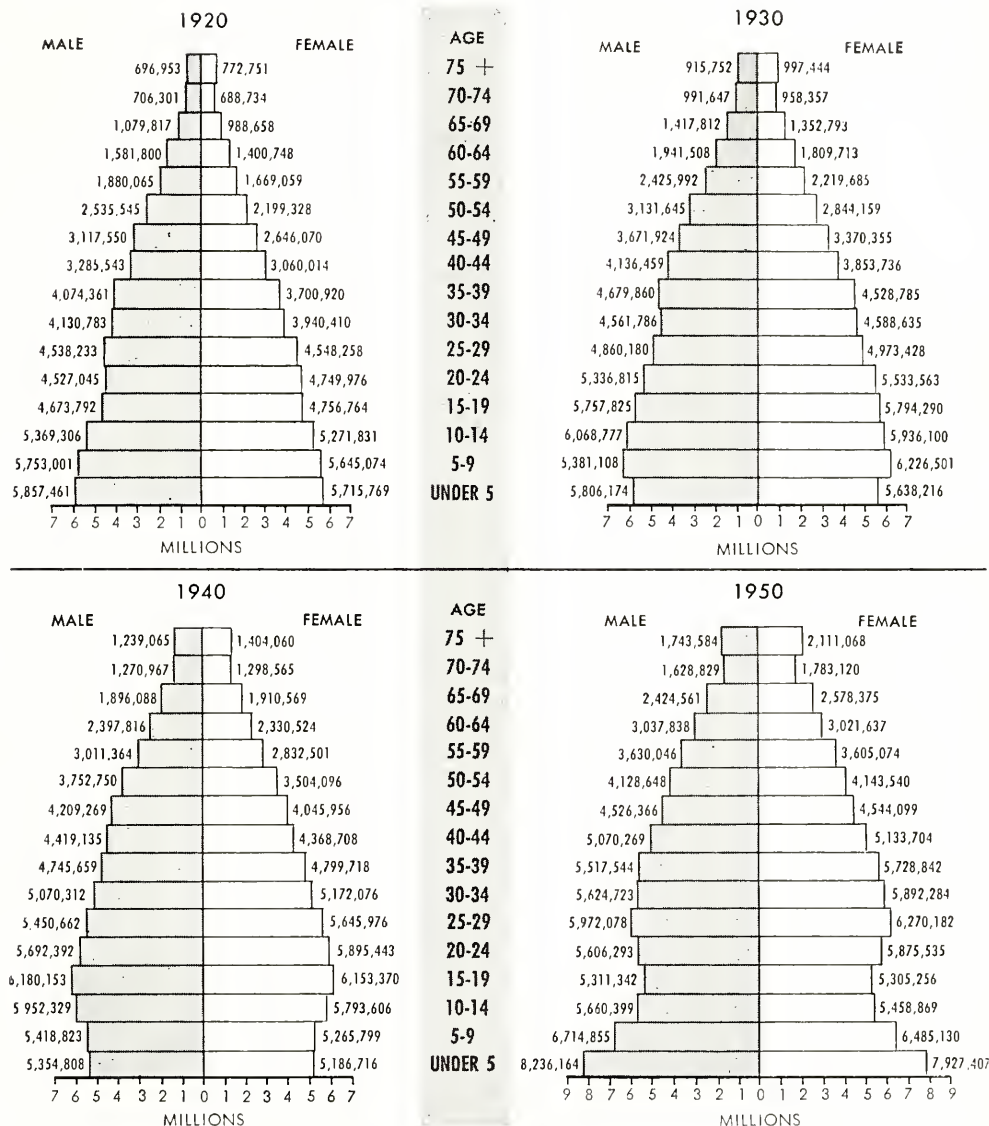 1920 1930
MALE FEMALE AGE MALE FEMALE
696,953 772,751 75 + 915,752 997,444
706,301 688,734 70-74 991,647 958,357
1,079,817 988,658 65-69 1,417,812 1,352,793
1,581,800 1,400,748 60-64 1,941,508 1,809,713
1,880,065 1,669,059 55-59 2,425,992 2,219,685
2,535,545 2,199,328 50-54 3,131,645 2,844,159
3,117,550 2,646,070 45-49 3,671,924 3,370,355
3,285,543 3,060,014 40-44 4,136,459 3,853,736
4,074,361 3,700,920 35-39 4,679,860 4,528,785
4,130,783 3,940,410 30-34 4,561,786 4,588,635
4,538,233 4,548,258 25-29 4,860,180 4,973,428
4,527,045 4,749,976 20-24 5,336,815 5,533,563
4,673,792 4,756,764 15-19 5,757,825 5,794,290
5,369,306 5,271,831 10-14 6,068,777 5,936,100
5,753,001 5,645,074 5-9 5,381,108 6,226,501
5,857,461 5,715,769 UNDER 5 5,806,174 5,638,216
7 6 5 4 3 2 1 0 1 2 3 4 5 6 7 7 6 5 4 3 2 1 0 1 2 3 4 5 6 7
MILLIONS MILLIONS
1940 1950
MALE FEMALE AGE MALE FEMALE
1,239,065 1,404,060 75 + 1,743,584 2,111,068
1,270,967 1,298,565 70-74 1,628,829 1,783,120
1,896,088 1,910,569 65-69 2,424,561 2,578,375
2,397,816 2,330,524 60-64 3,037,838 3,021,637
3,011,364 2,832,501 55-59 3,630,046 3,605,074
3,752,750 3,504,096 50-54 4,128,648 4,143,540
4,209,269 4,045,956 45-49 4,526,366 4,544,099
4,419,135 4,368,708 40-44 5,070,269 5,133,704
4,745,659 4,799,718 35-39 5,517,544 5,728,842
5,070,312 5,172,076 30-34 5,624,723 5,892,284
5,450,662 5,645,976 25-29 5,972,078 6,270,182
5,692,392 5,895,443 20-24 5,606,293 5,875,535
6,180,153 6,153,370 15-19 5,311,342 5,305,256
5 952,329 5,793,606 10-14 5,660,399 5,458,869
5,418,823 5,265,799 5-9 6,714,855 6,485,130
5,354,808 5,186,716 UNDER 5 8,236,164 7,927,407
7 6 5 4 3 2 1 0 1 2 3 4 5 6 7 9 8 7 6 5 4 3 2 1 0 1 2 3 4 5 6 7 8 9
MILLIONS MILLIONS